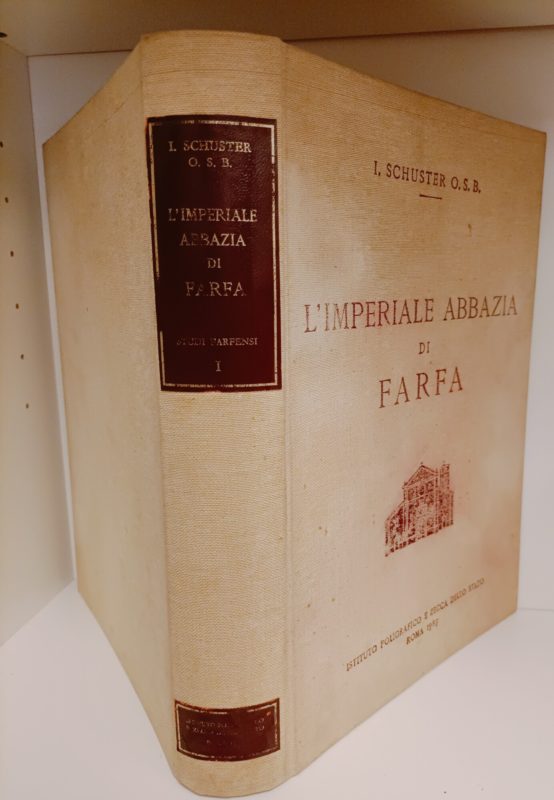 I. SCHUSTER
O. S. B.
L'IMPERIALE
ABBAZIA
DI
FARFA
STUDI FARFENSI
I
I. SCHUSTER O. S. B.
L'IMPERIALE ABBAZIA
DI
FARFA
ISTITUTO POLIGRAFICO E ZECCA DELLO STATO
ROMA